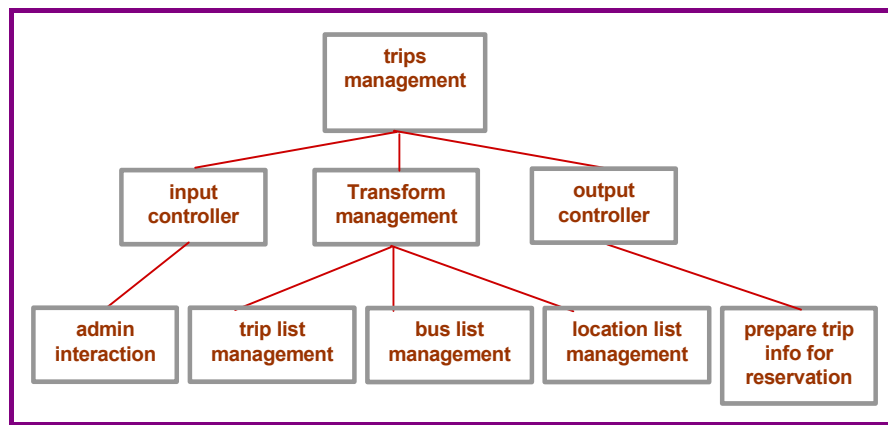 trips
management
input
controller
Transform
management
output
controller
admin
interaction
trip list
management
bus list
management
location list
management
prepare trip
info for
reservation